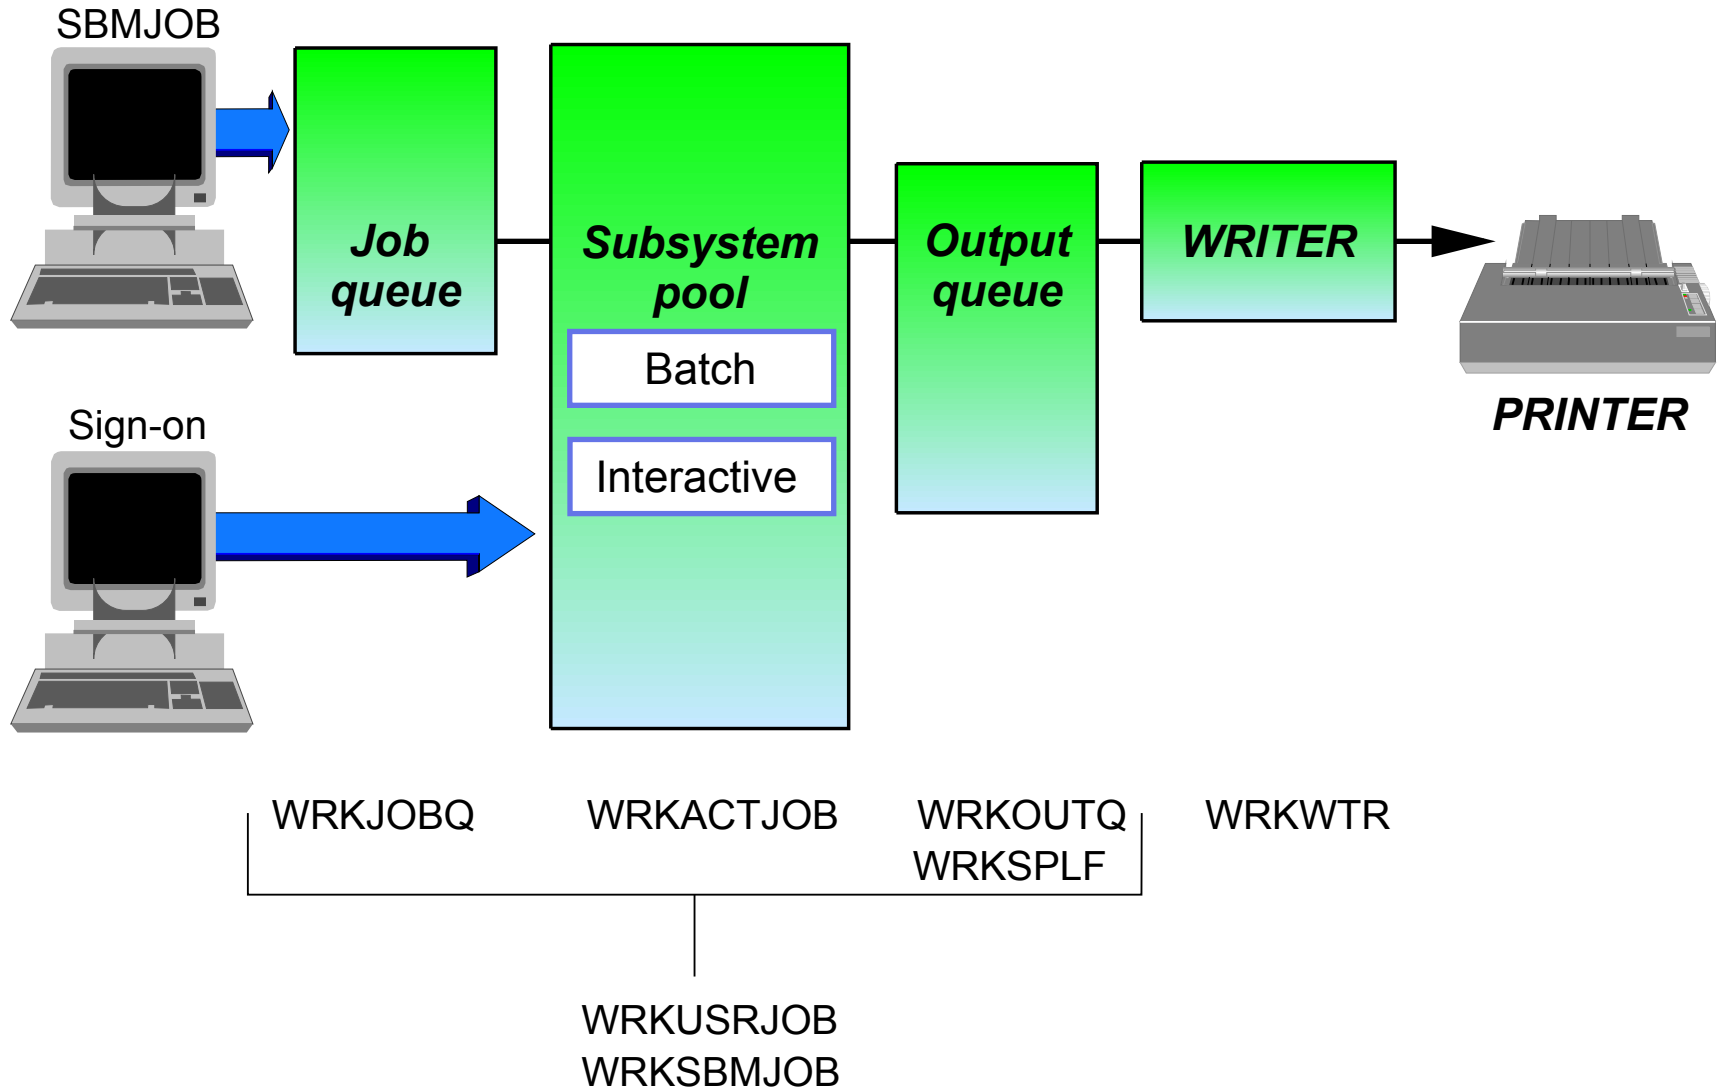 SBMJOB
Job
queue
Subsystem
pool
Batch
Interactive
Output
queue
WRITER
PRINTER
Sign-on
WRKJOBQ
WRKACTJOB
WRKOUTQ
WRKSPLF
WRKWTR
WRKUSRJOB
WRKSBMJOB